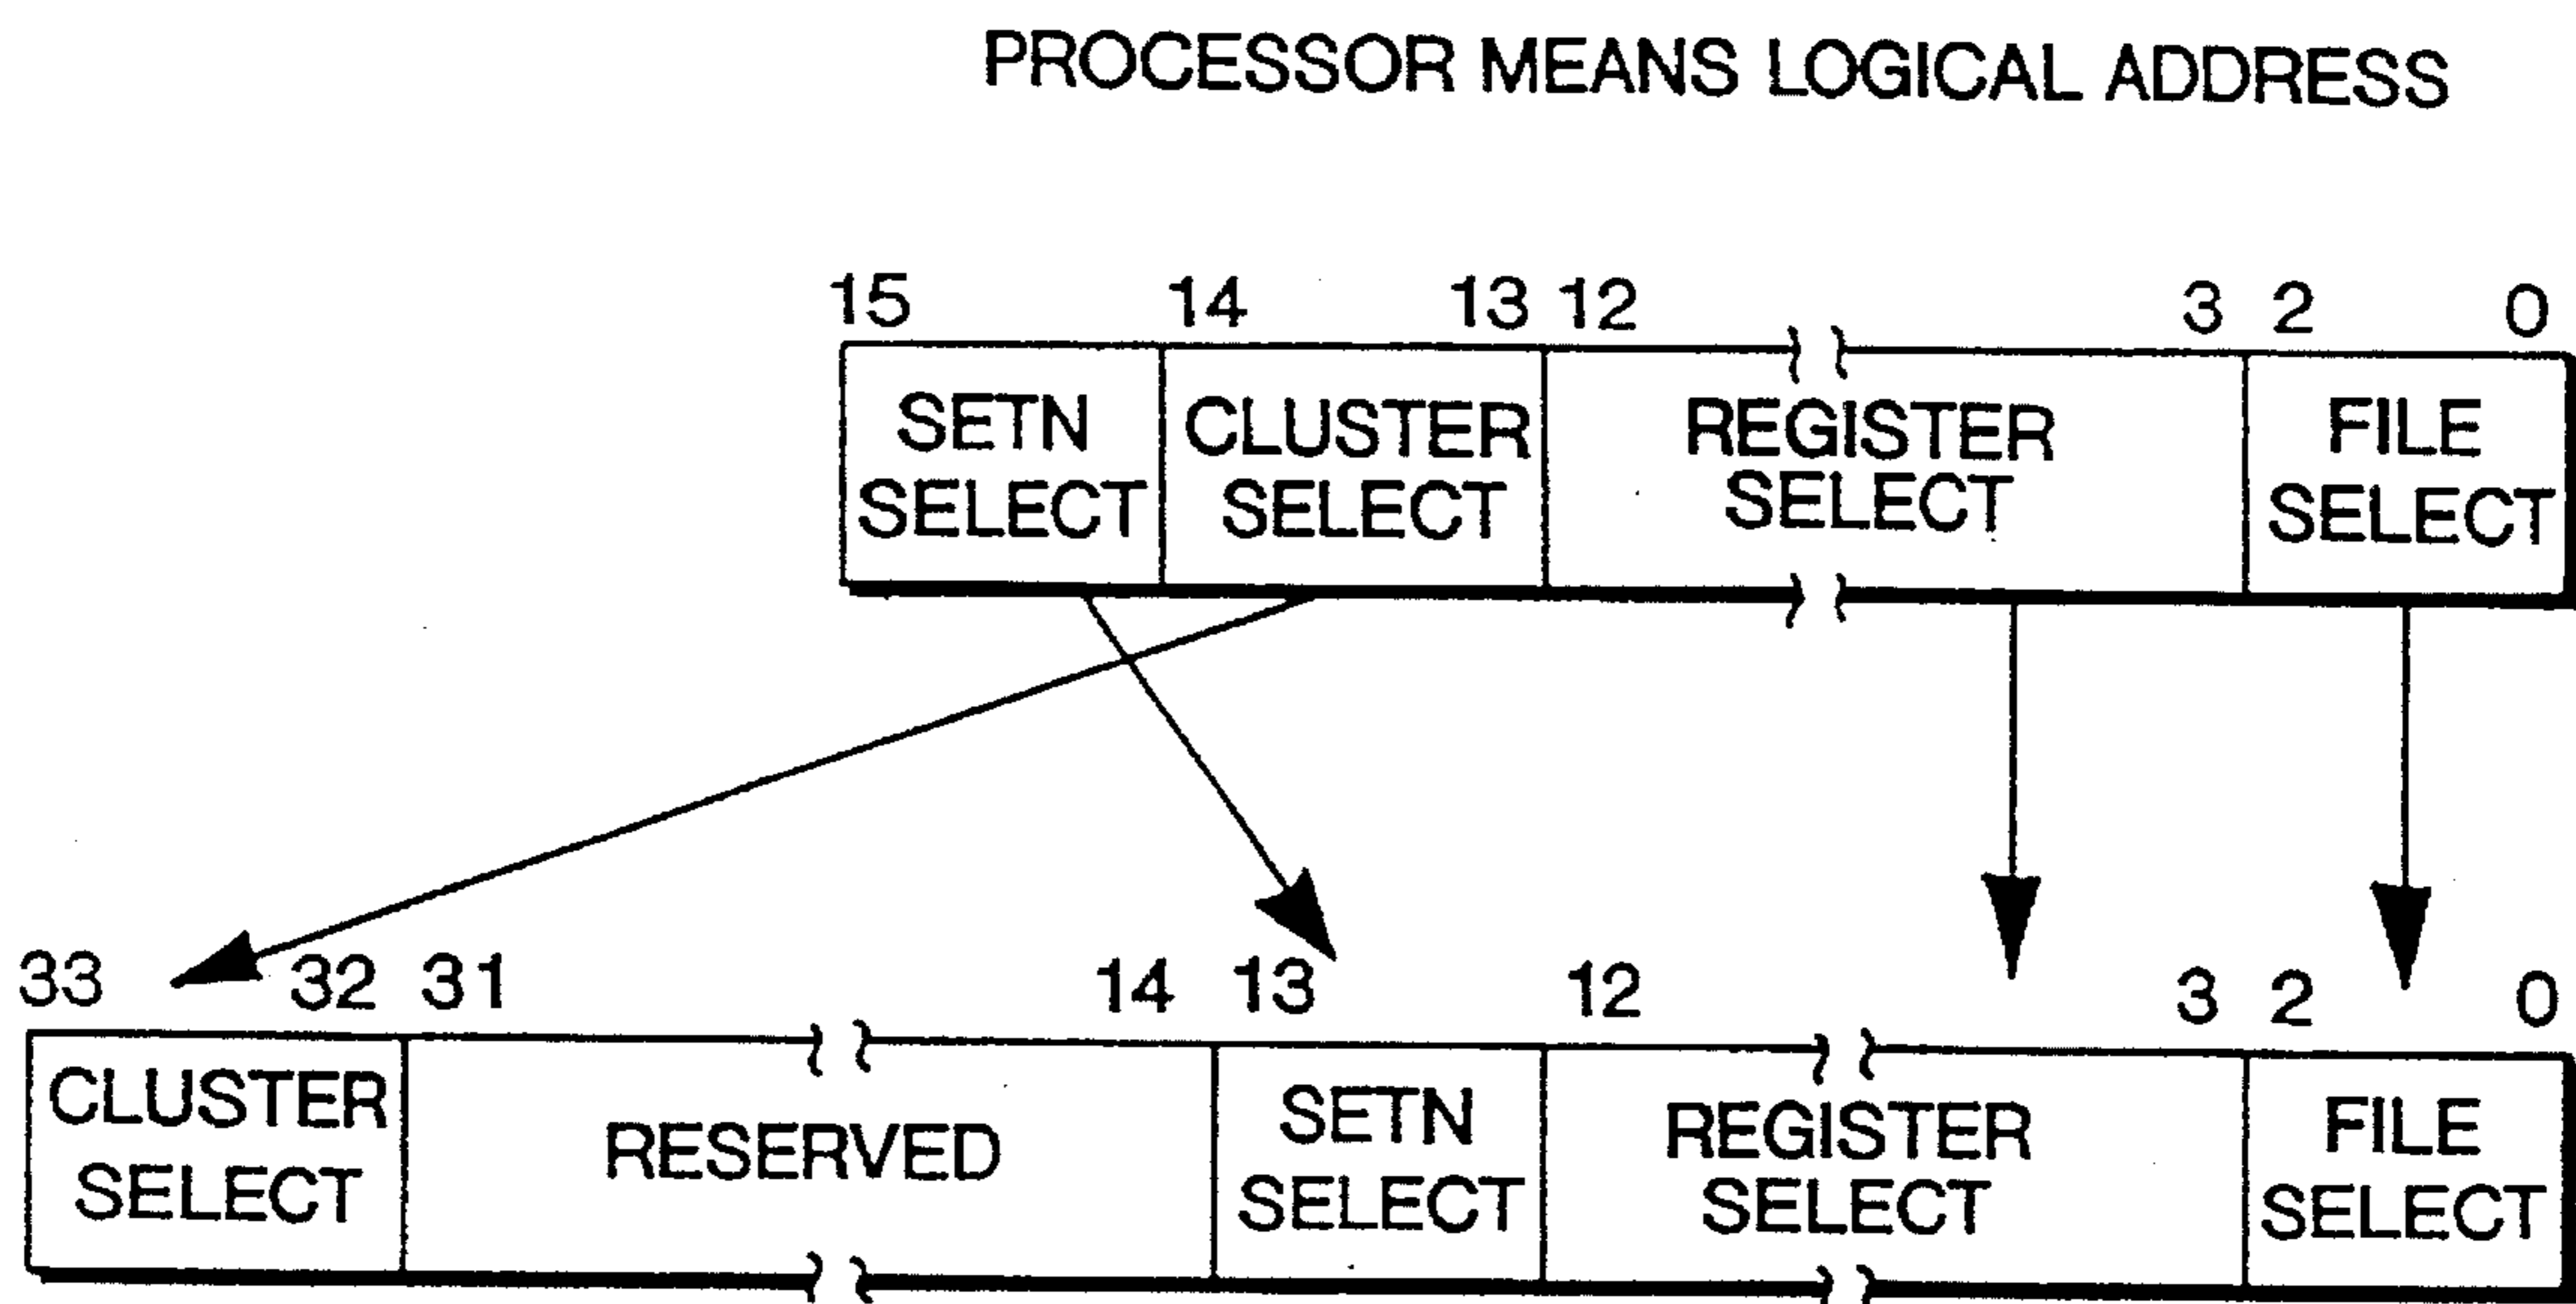 PROCESSOR MEANS LOGICAL ADDRESS
15 14 13 12 3 2 0
SETN SELECT
CLUSTER SELECT
REGISTER SELECT
FILE SELECT
33 32 31 14 13 12 3 2 0
CLUSTER SELECT
RESERVED
SETN SELECT
REGISTER SELECT
FILE SELECT